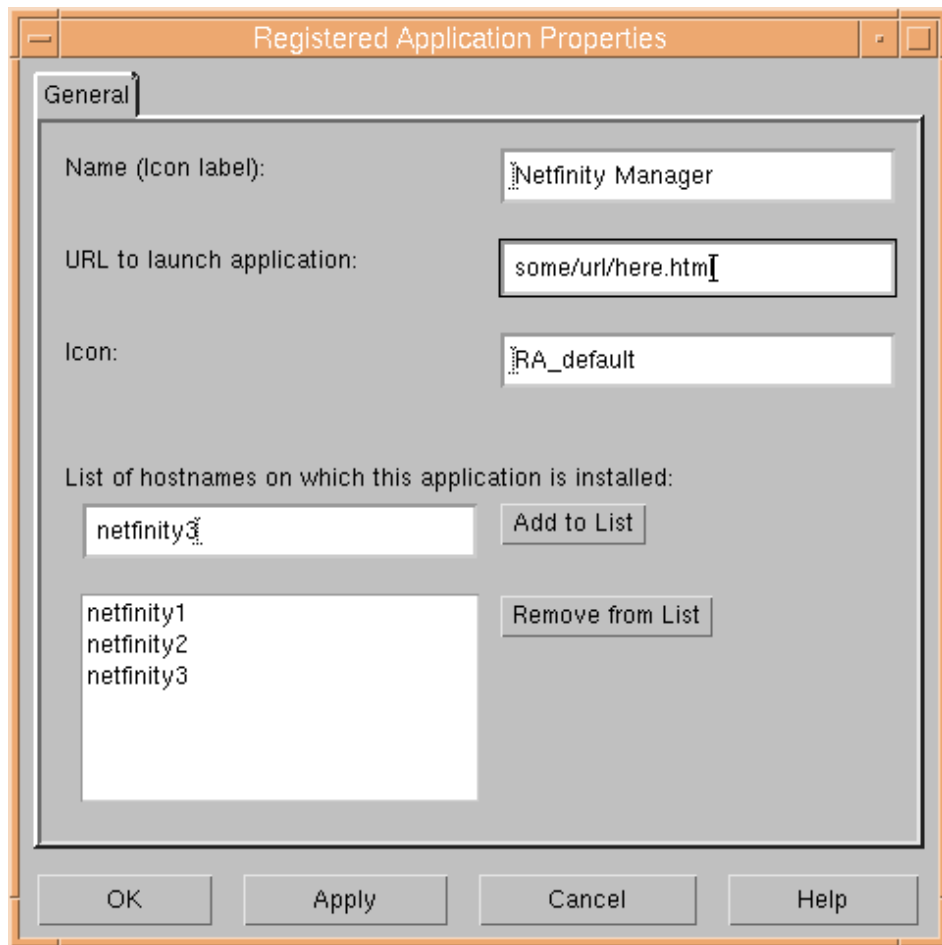 Registered Application Properties
General
Name (Icon label):
Netfinity Manager
URL to launch application:
some/url/here.htm
Icon:
RA_default
List of hostnames on which this application is installed:
netfinity3
Add to List
netfinity1
Remove from List
netfinity2
netfinity3
OK
Apply
Cancel
Help